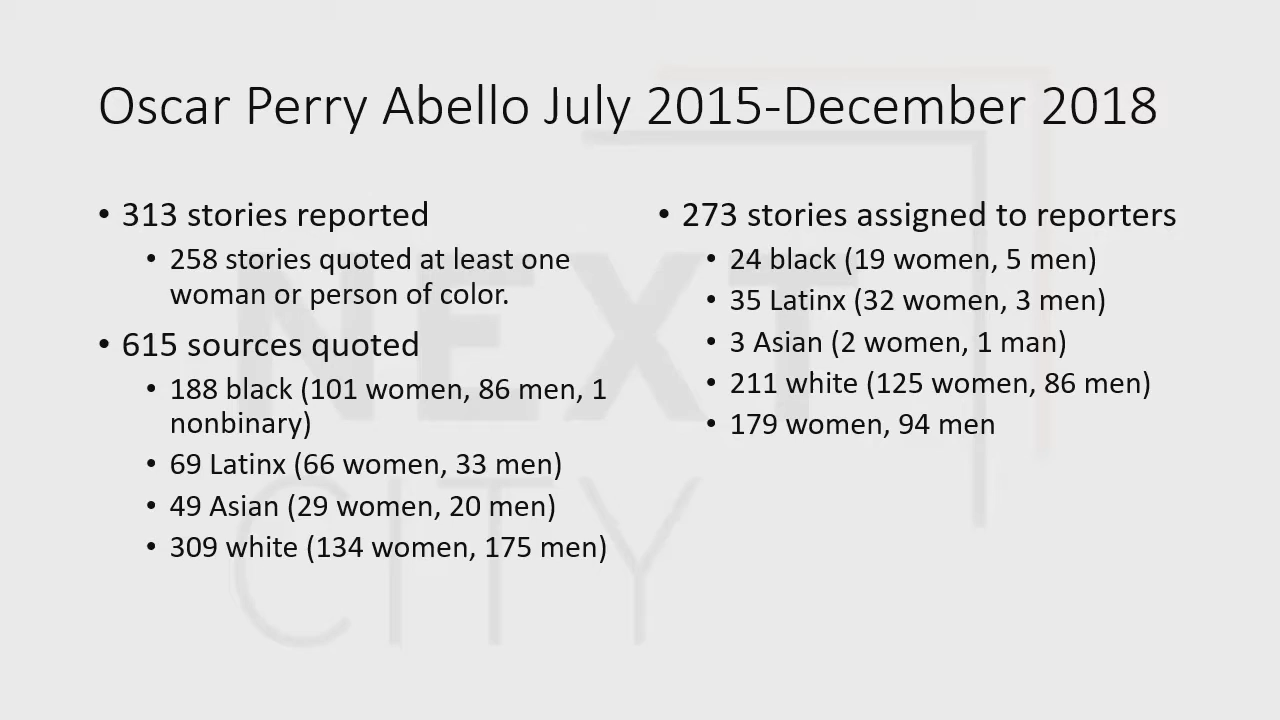 Oscar Perry Abello July 2015-December 2018
• 313 stories reported
• 258 stories quoted at least one
woman or person of color.
• 615 sources quoted
• 188 black (101 women, 86 men, 1
nonbinary)
• 69 Latinx (66 women, 33 men)
• 49 Asian (29 women, 20 men)
• 309 white (134 women, 175 men)
• 273 stories assigned to reporters
• 24 black (19 women, 5 men)
• 35 Latinx (32 women, 3 men)
• 3 Asian (2 women, 1 man)
• 211 white (125 women, 86 men)
• 179 women, 94 men
NEXT
CITY